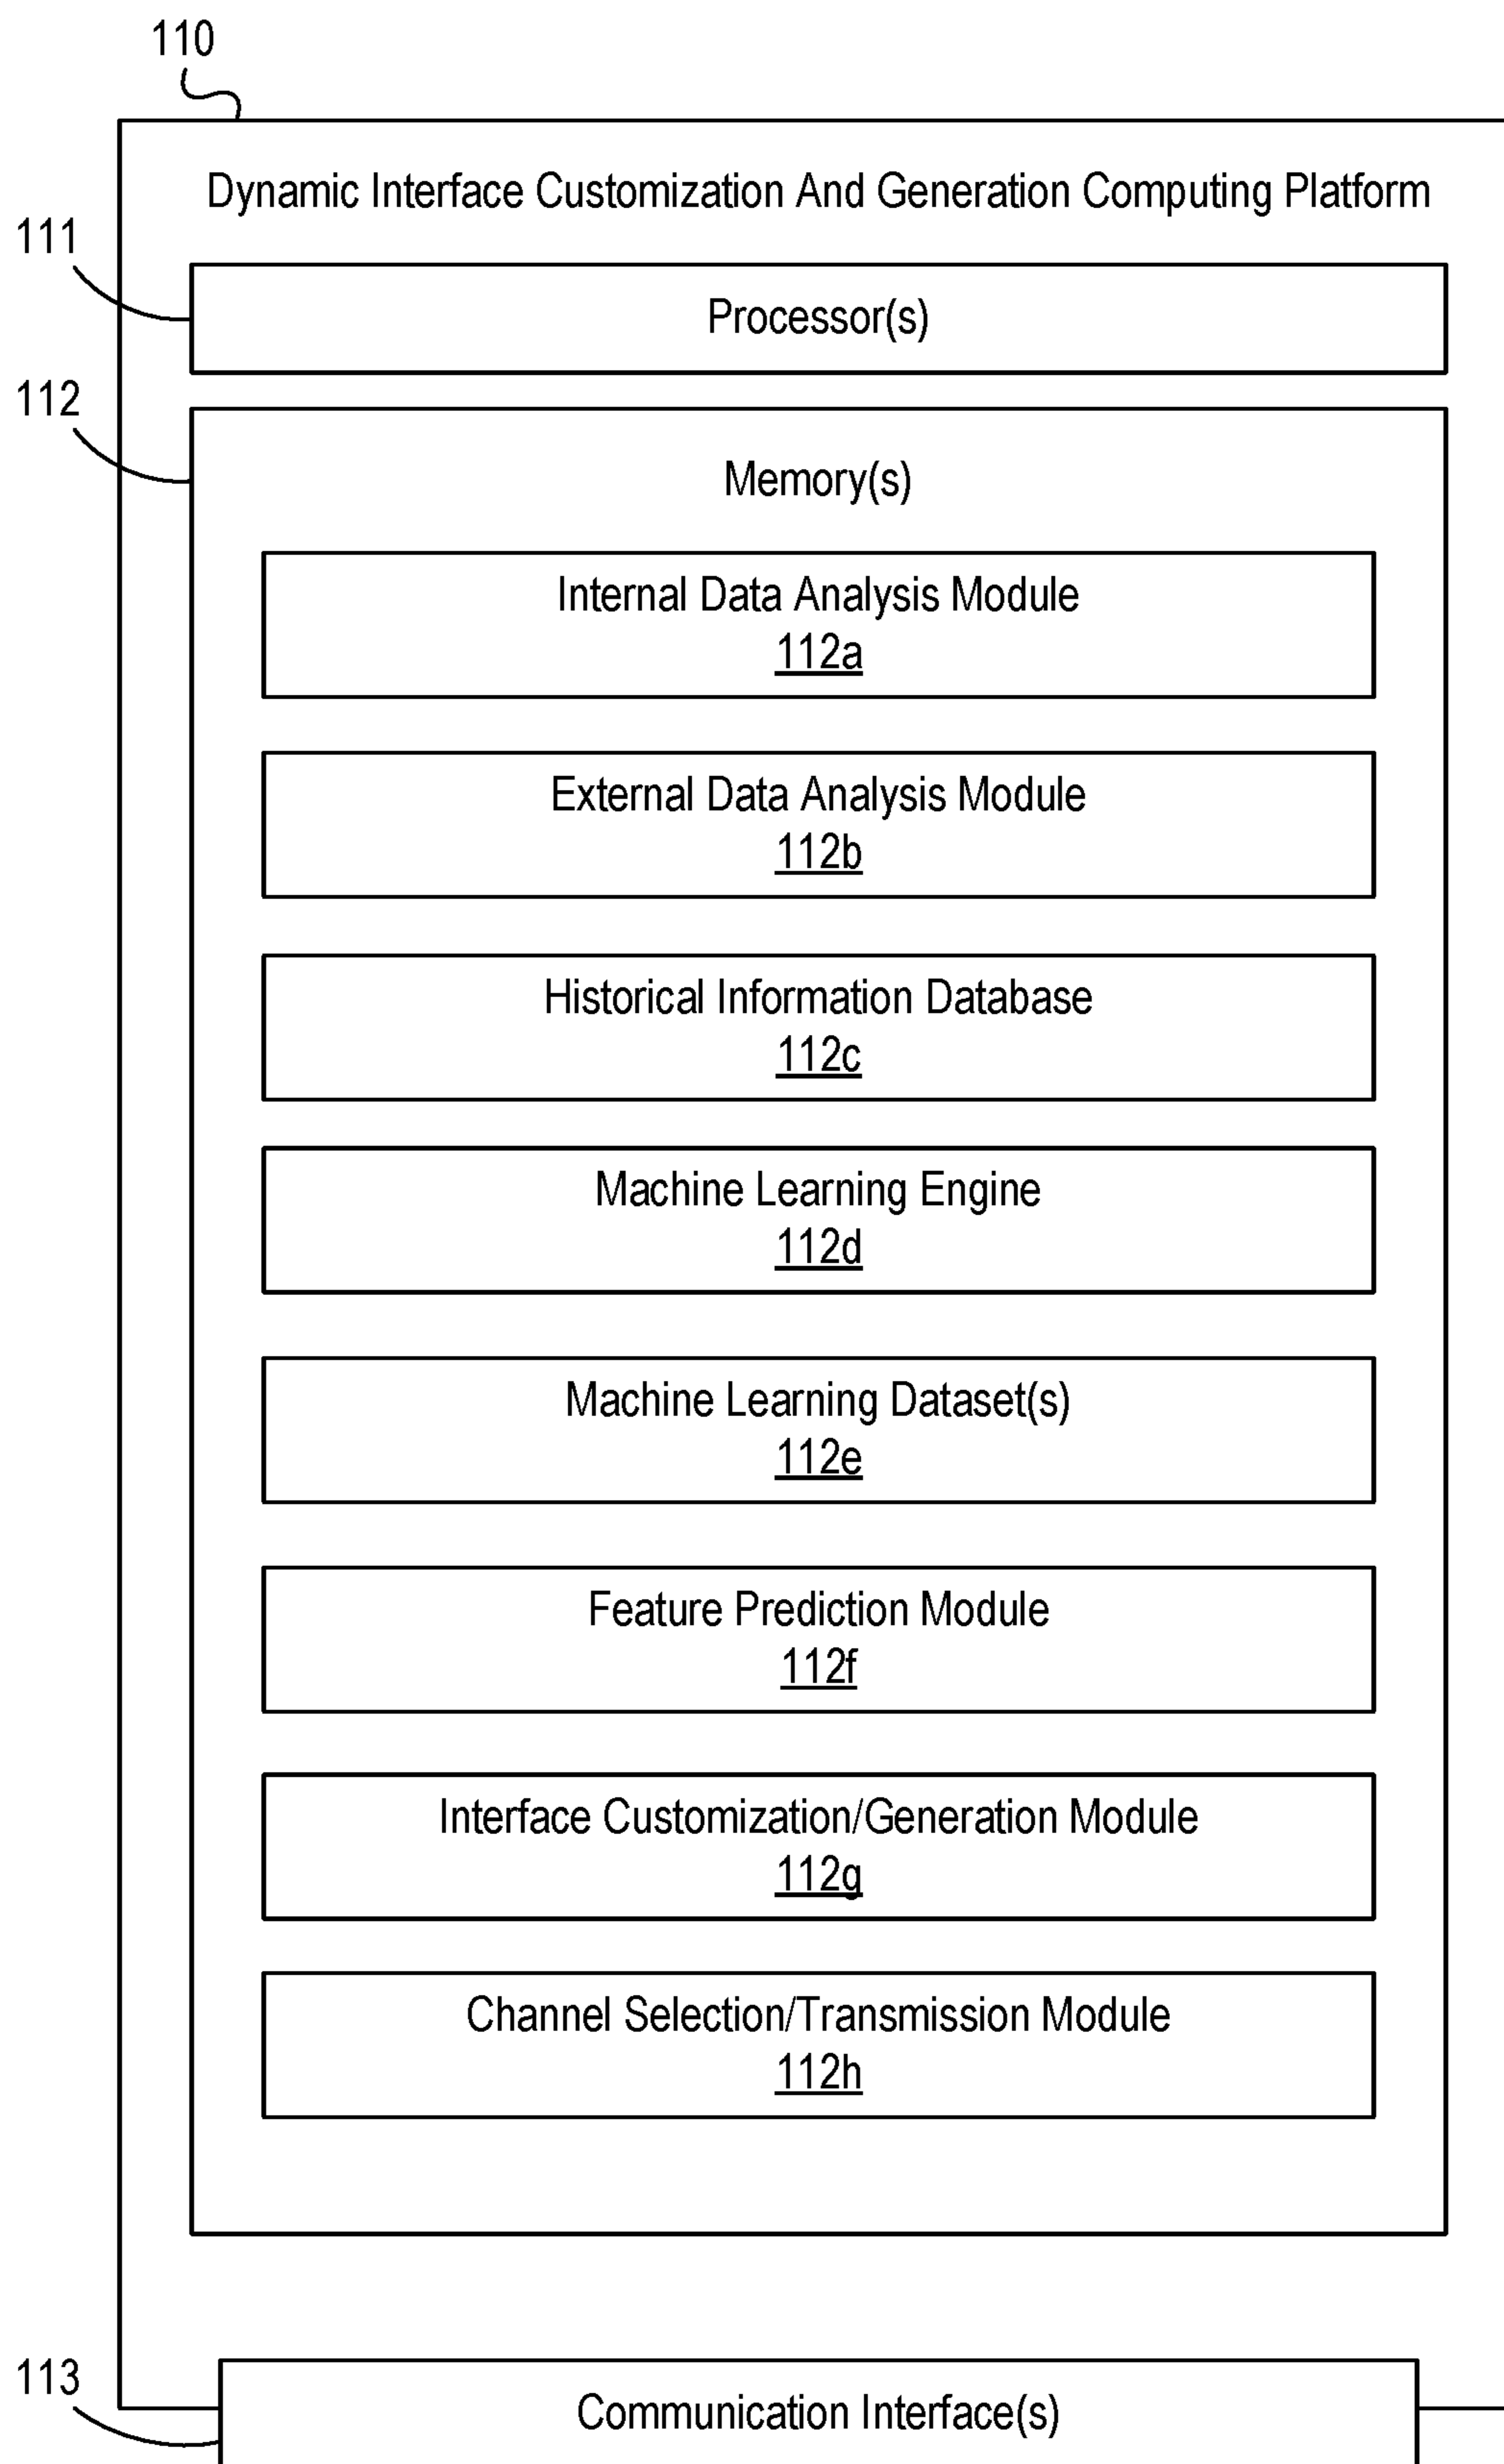 110
Dynamic Interface Customization And Generation Computing Platform
111
Processor(s)
112
Memory(s)
Internal Data Analysis Module
112a
External Data Analysis Module
112b
Historical Information Database
112c
Machine Learning Engine
112d
Machine Learning Dataset(s)
112e
Feature Prediction Module
112f
Interface Customization/Generation Module
112g
Channel Selection/Transmission Module
112h
113
Communication Interface(s)